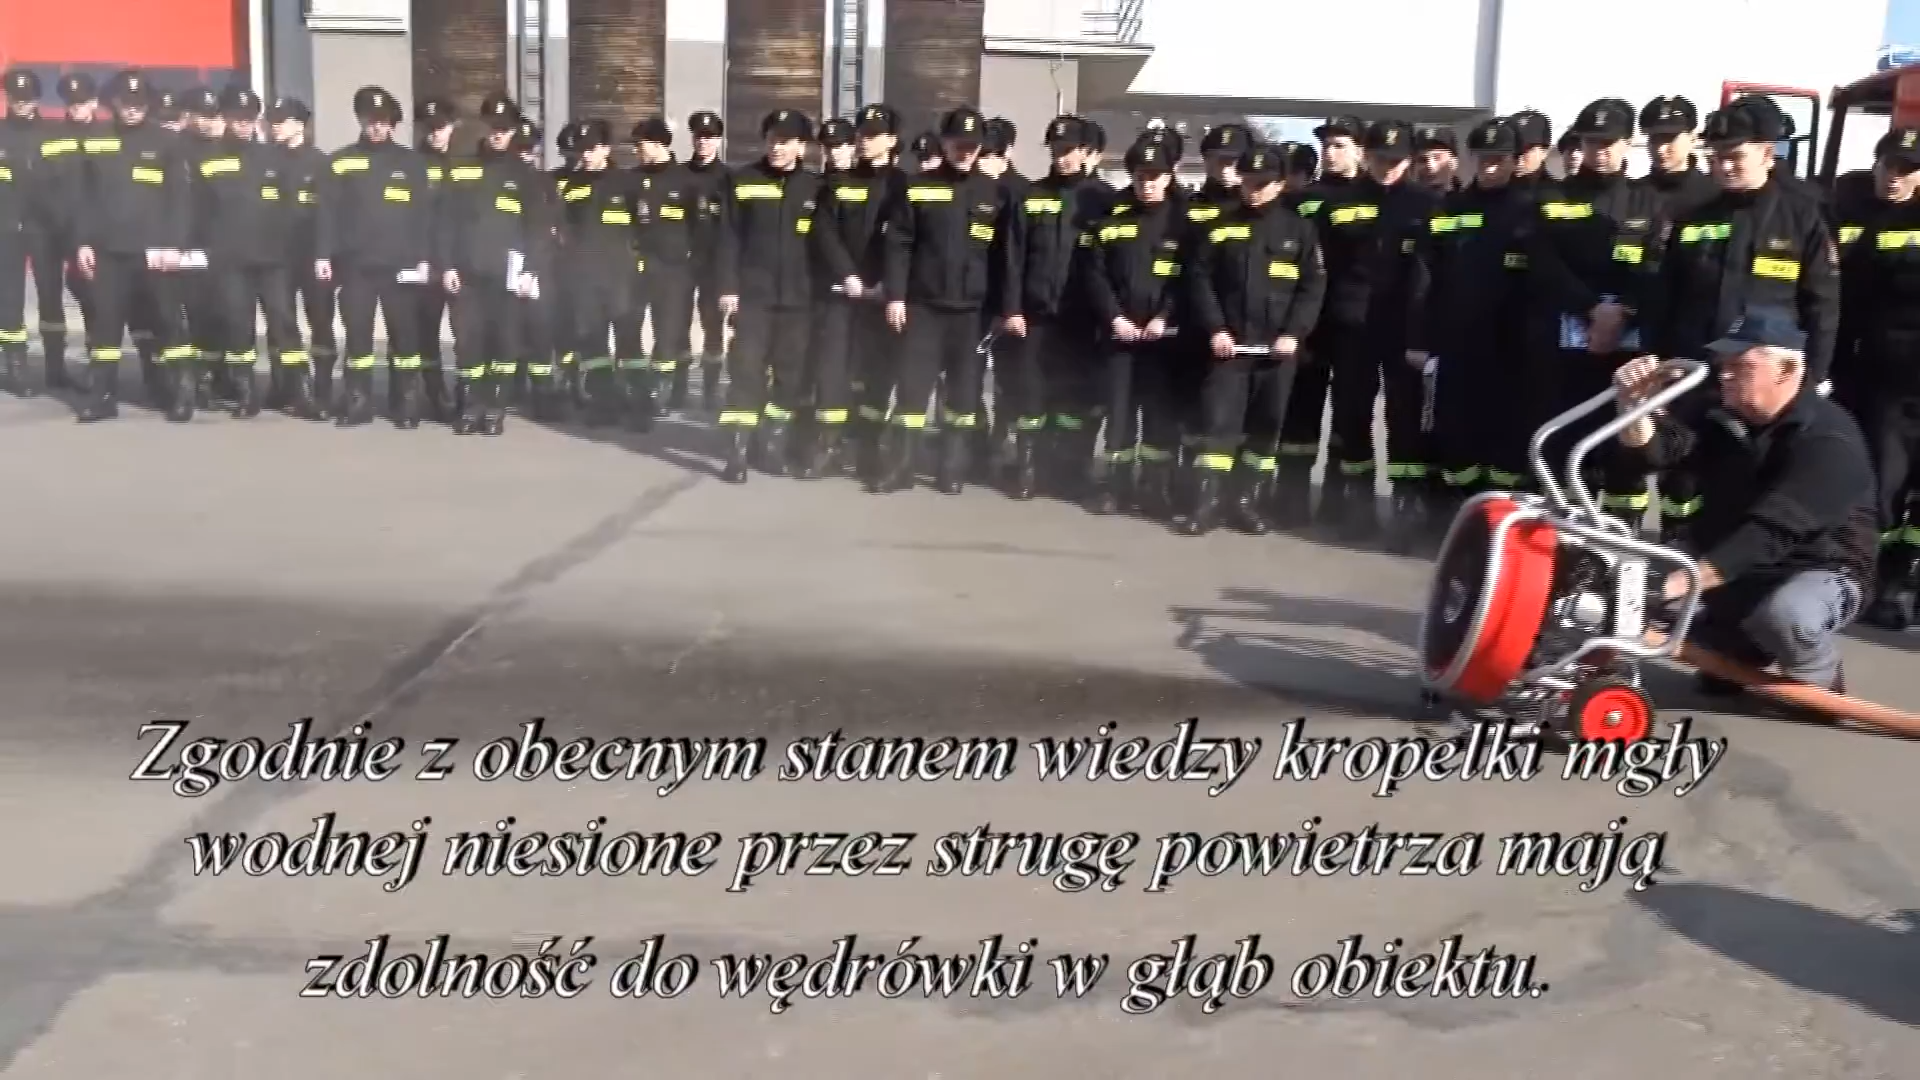 Zgodnie z obecnym stanem wiedzy kropelki mgły
wodnej niesione przez strugę powietrza mają
zdolność do wędrówki w głąb obiektu.